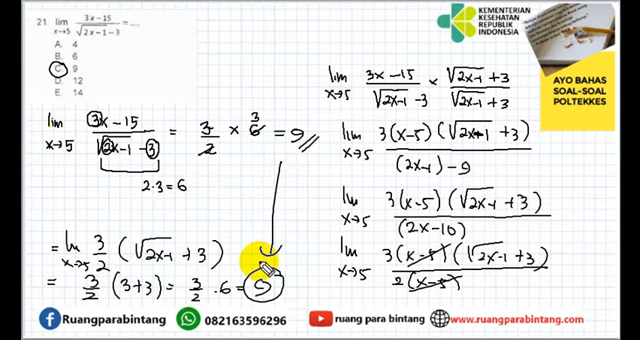 21. lim x→5 (3x − 15)/(√(2x − 1) − 3) = ....
A. 4
B. 6
C. 9
D. 12
E. 14
KEMENTERIAN
KESEHATAN
REPUBLIK
INDONESIA
AYO BAHAS
SOAL-SOAL
POLTEKKES
lim x→5 (3x − 15)/(√(2x−1 − 3) = 3/2 × 6 3 = 9 //
2·3 = 6
= lim x→5 3/2 (√(2x−1) + 3)
= 3/2 (3+3) = 3/2 . 6 = 9
lim x→5 (3x − 15)/(√(2x−1) − 3) × (√(2x−1) + 3)/(√(2x−1) + 3)
lim x→5 3(x−5)(√(2x−1) + 3)/((2x−1) − 9)
lim x→5 3(x−5)(√(2x−1) + 3)/(2x−10)
lim x→5 3(x−5)(√(2x−1) + 3)/2(x−5)
Ruangparabintang
082163596296
ruang para bintang
www.ruangparabintang.com